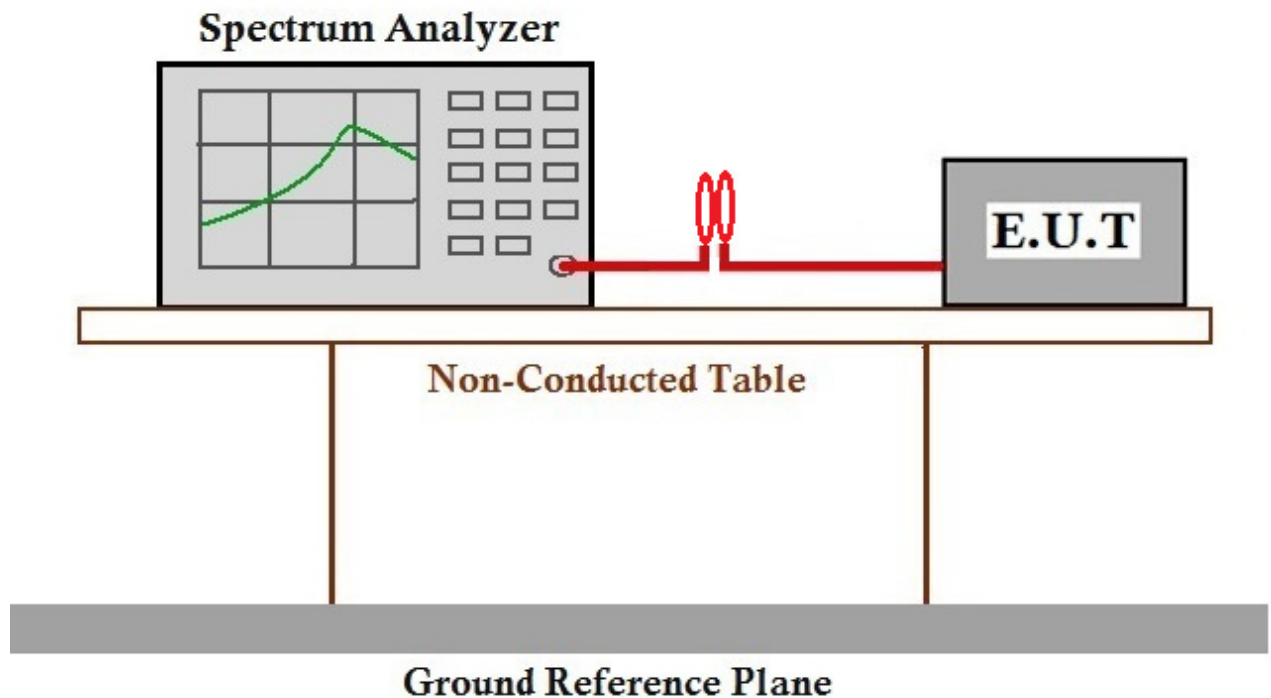 Spectrum Analyzer
E.U.T
Non-Conducted Table
Ground Reference Plane